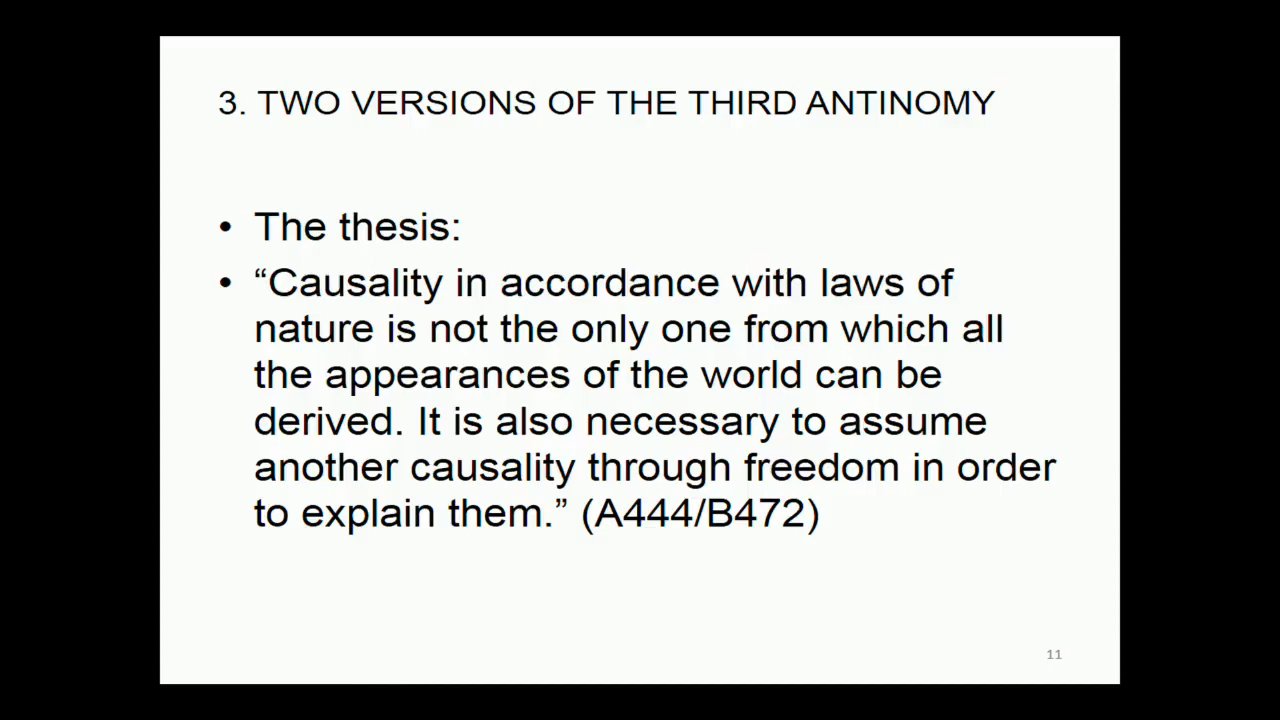 3. TWO VERSIONS OF THE THIRD ANTINOMY
• The thesis:
• “Causality in accordance with laws of
nature is not the only one from which all
the appearances of the world can be
derived. It is also necessary to assume
another causality through freedom in order
to explain them.” (A444/B472)
11